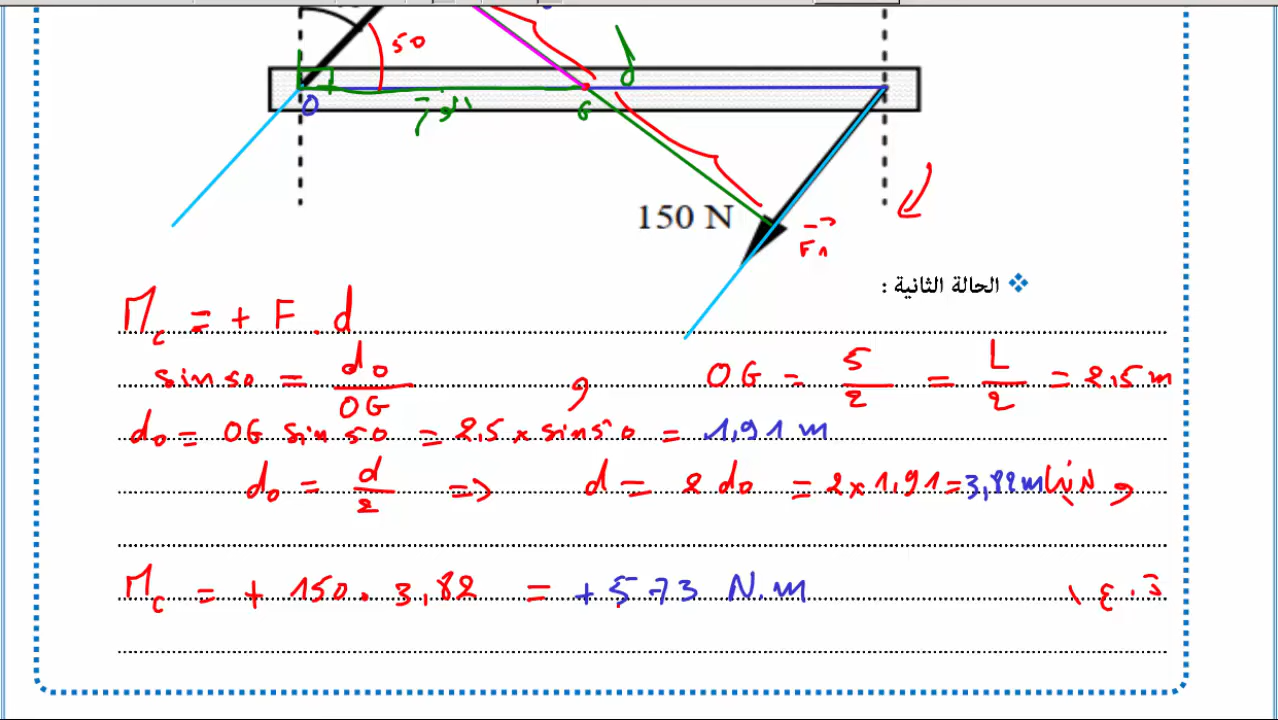 50
O
G
d
150 N
F₁
الحالة الثانية :
M_c = + F . d
sin 50 = d₀ / OG , OG = 5/2 = L/2 = 2.5 m
d₀ = OG sin 50 = 2.5 × sin 50 = 1,91 m
d₀ = d/2 => d = 2 d₀ = 2 × 1.91 = 3,82 m
M_c = + 150 . 3,82 = + 573 N.m